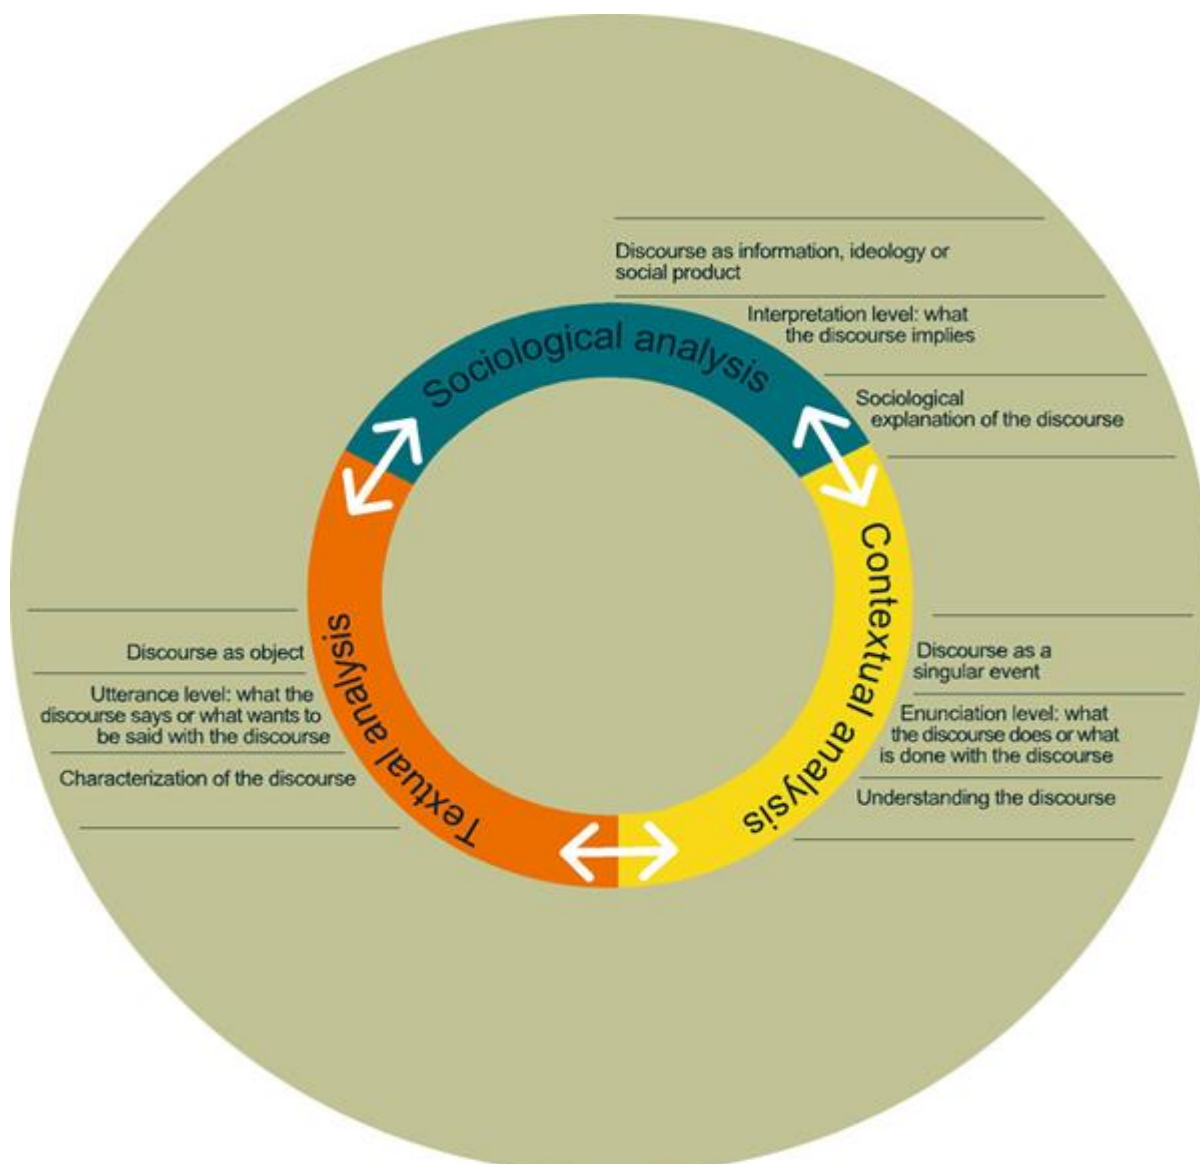 Discourse as information, ideology or
social product
Interpretation level: what
the discourse implies
Sociological analysis
Sociological
explanation of the discourse
Contextual analysis
Discourse as a
singular event
Enunciation level: what
the discourse does or what
is done with the discourse
Understanding the discourse
Textual analysis
Discourse as object
Utterance level: what the
discourse says or what wants to
be said with the discourse
Characterization of the discourse